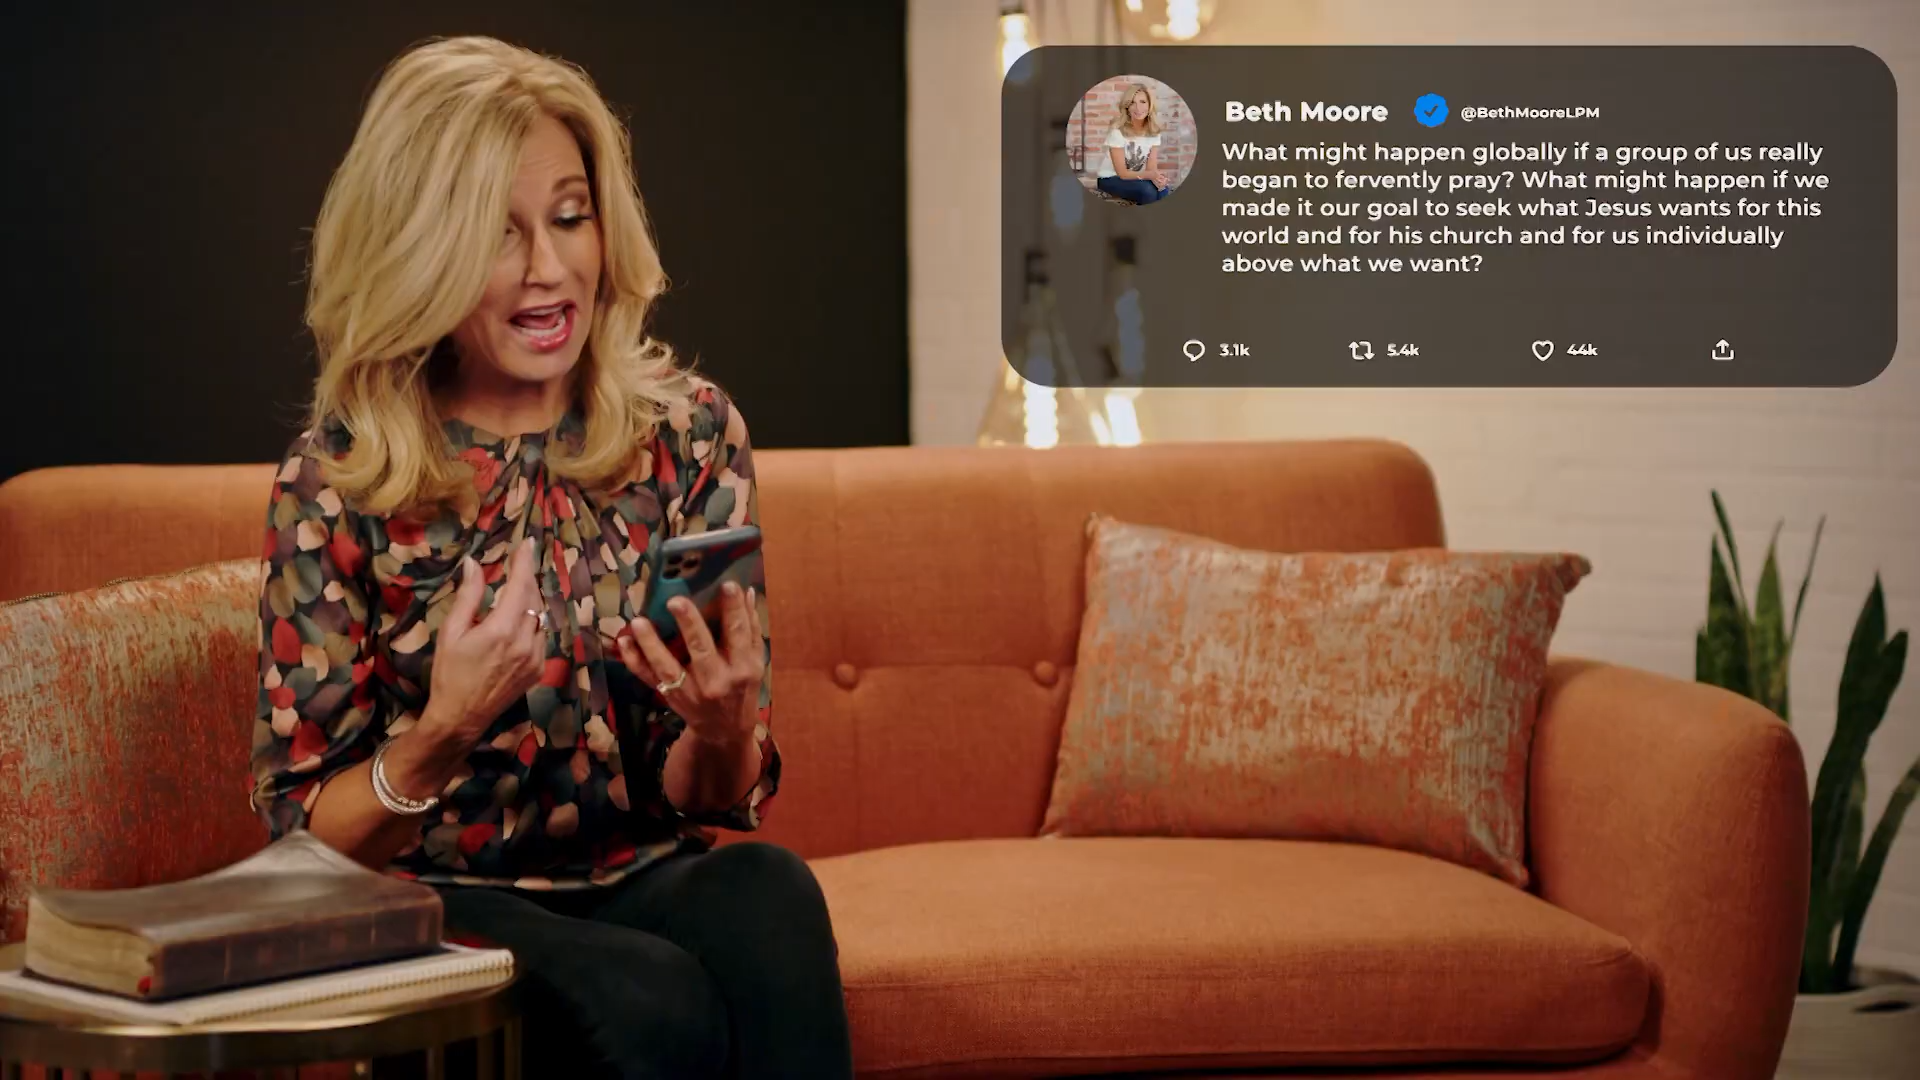 Beth Moore @BethMooreLPM
What might happen globally if a group of us really
began to fervently pray? What might happen if we
made it our goal to seek what Jesus wants for this
world and for his church and for us individually
above what we want?
3.1k 5.4k 44k